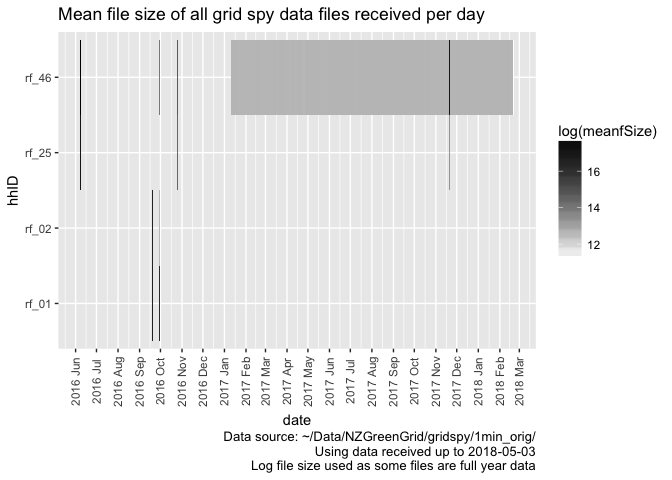 Mean file size of all grid spy data files received per day
hhID
rf_46
rf_25
rf_02
rf_01
2016 Jun
2016 Jul
2016 Aug
2016 Sep
2016 Oct
2016 Nov
2016 Dec
2017 Jan
2017 Feb
2017 Mar
2017 Apr
2017 May
2017 Jun
2017 Jul
2017 Aug
2017 Sep
2017 Oct
2017 Nov
2017 Dec
2018 Jan
2018 Feb
2018 Mar
date
log(meanfSize)
16
14
12
Data source: ~/Data/NZGreenGrid/gridspy/1min_orig/
Using data received up to 2018-05-03
Log file size used as some files are full year data